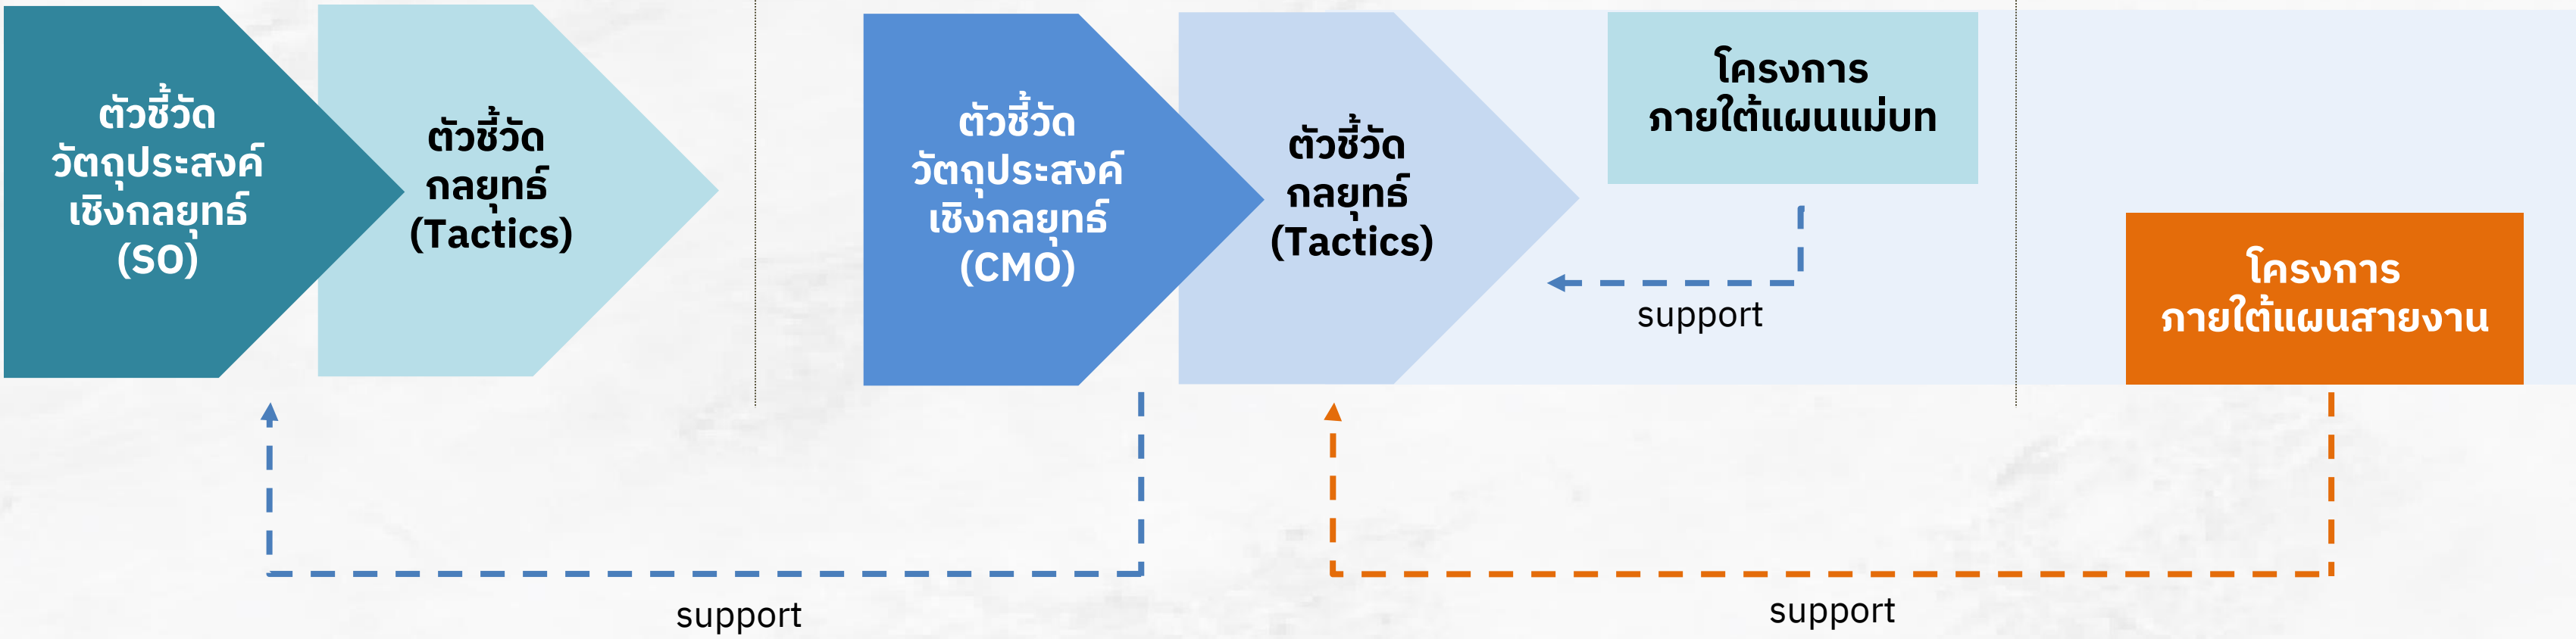 ตัวชี้วัด
วัตถุประสงค์
เชิงกลยุทธ์
(SO)
ตัวชี้วัด
กลยุทธ์
(Tactics)
ตัวชี้วัด
วัตถุประสงค์
เชิงกลยุทธ์
(CMO)
ตัวชี้วัด
กลยุทธ์
(Tactics)
โครงการ
ภายใต้แผนแม่บท
support
โครงการ
ภายใต้แผนสายงาน
support
support